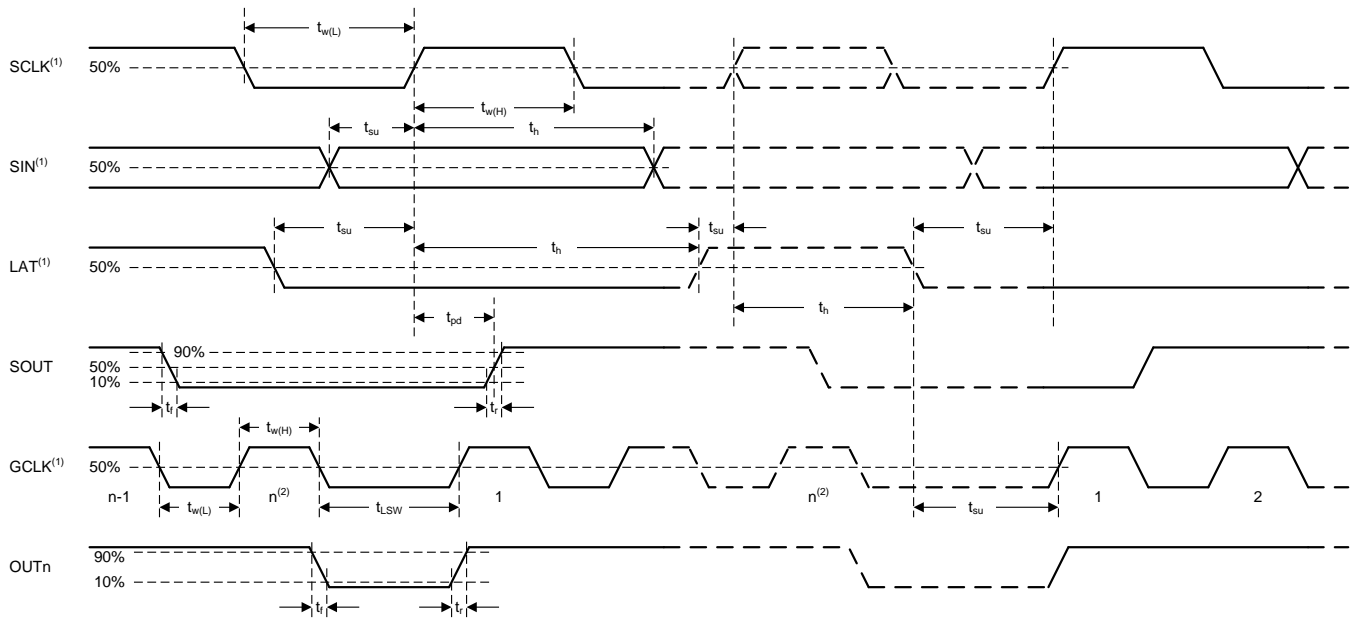 t_w(L)
SCLK(1)
50%
t_w(H)
t_su
t_h
SIN(1)
50%
t_su
t_h
t_su
t_su
LAT(1)
50%
t_h
t_pd
SOUT
90%
50%
10%
t_f
t_r
t_w(H)
GCLK(1)
50%
n-1
n(2)
1
n(2)
1
2
t_w(L)
t_LSW
t_su
OUTn
90%
10%
t_f
t_r